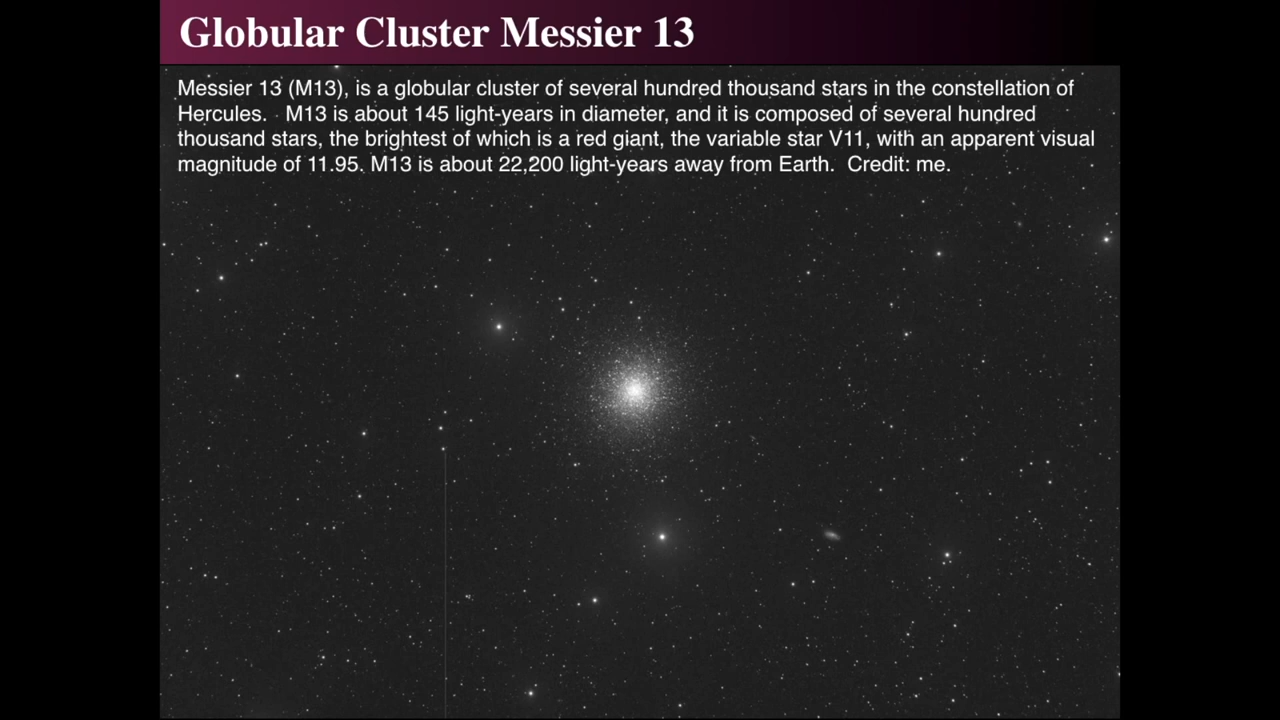 Globular Cluster Messier 13
Messier 13 (M13), is a globular cluster of several hundred thousand stars in the constellation of
Hercules. M13 is about 145 light-years in diameter, and it is composed of several hundred
thousand stars, the brightest of which is a red giant, the variable star V11, with an apparent visual
magnitude of 11.95. M13 is about 22,200 light-years away from Earth. Credit: me.